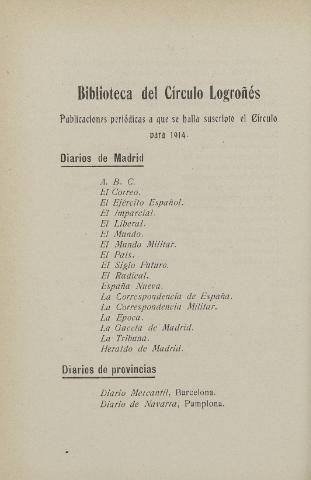 Biblioteca del Círculo Logroñés
Publicaciones periódicas a que se halla suscripto el Círculo
para 1914.
Diarios de Madrid
A. B. C.
El Correo.
El Ejército Español.
El Imparcial.
El Liberal.
El Mundo.
El Mundo Militar.
El País.
El Siglo Futuro.
El Radical.
España Nueva.
La Correspondencia de España.
La Correspondencia Militar.
La Epoca.
La Gaceta de Madrid.
La Tribuna.
Heraldo de Madrid.
Diarios de provincias
Diario Mercantil, Barcelona.
Diario de Navarra, Pamplona.